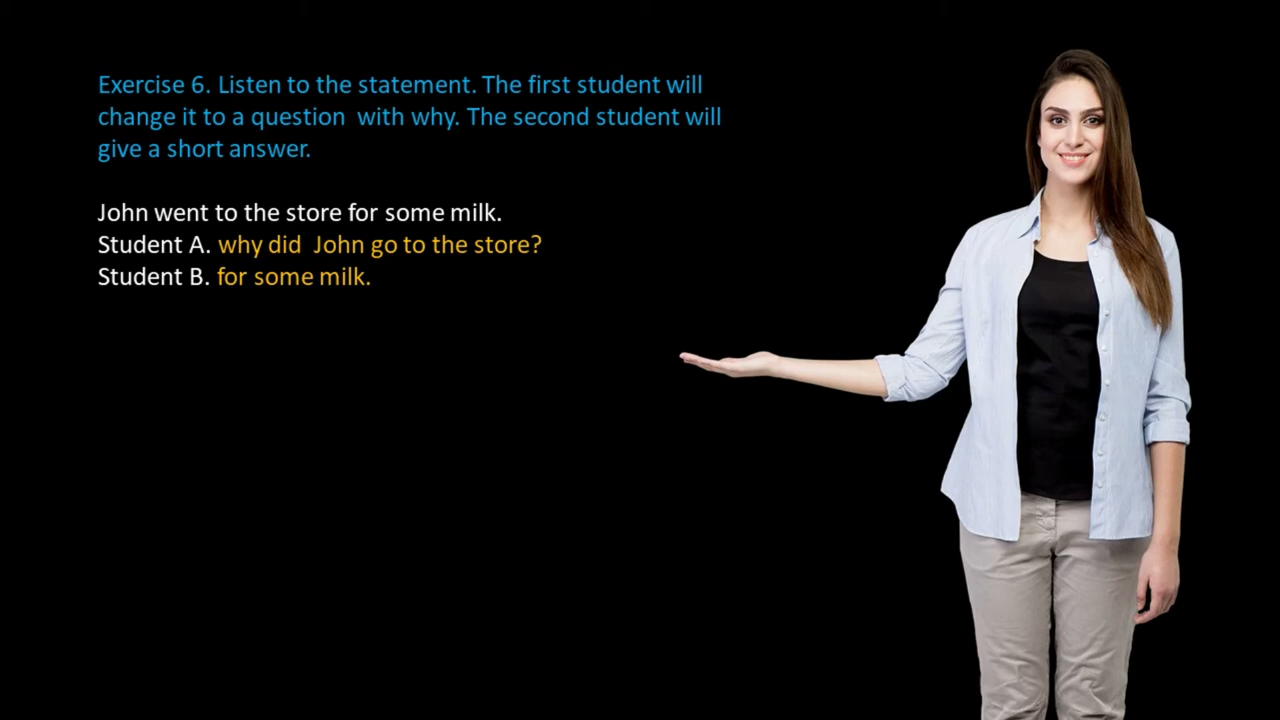 Exercise 6. Listen to the statement. The first student will
change it to a question  with why. The second student will
give a short answer.
John went to the store for some milk.
Student A. why did  John go to the store?
Student B. for some milk.